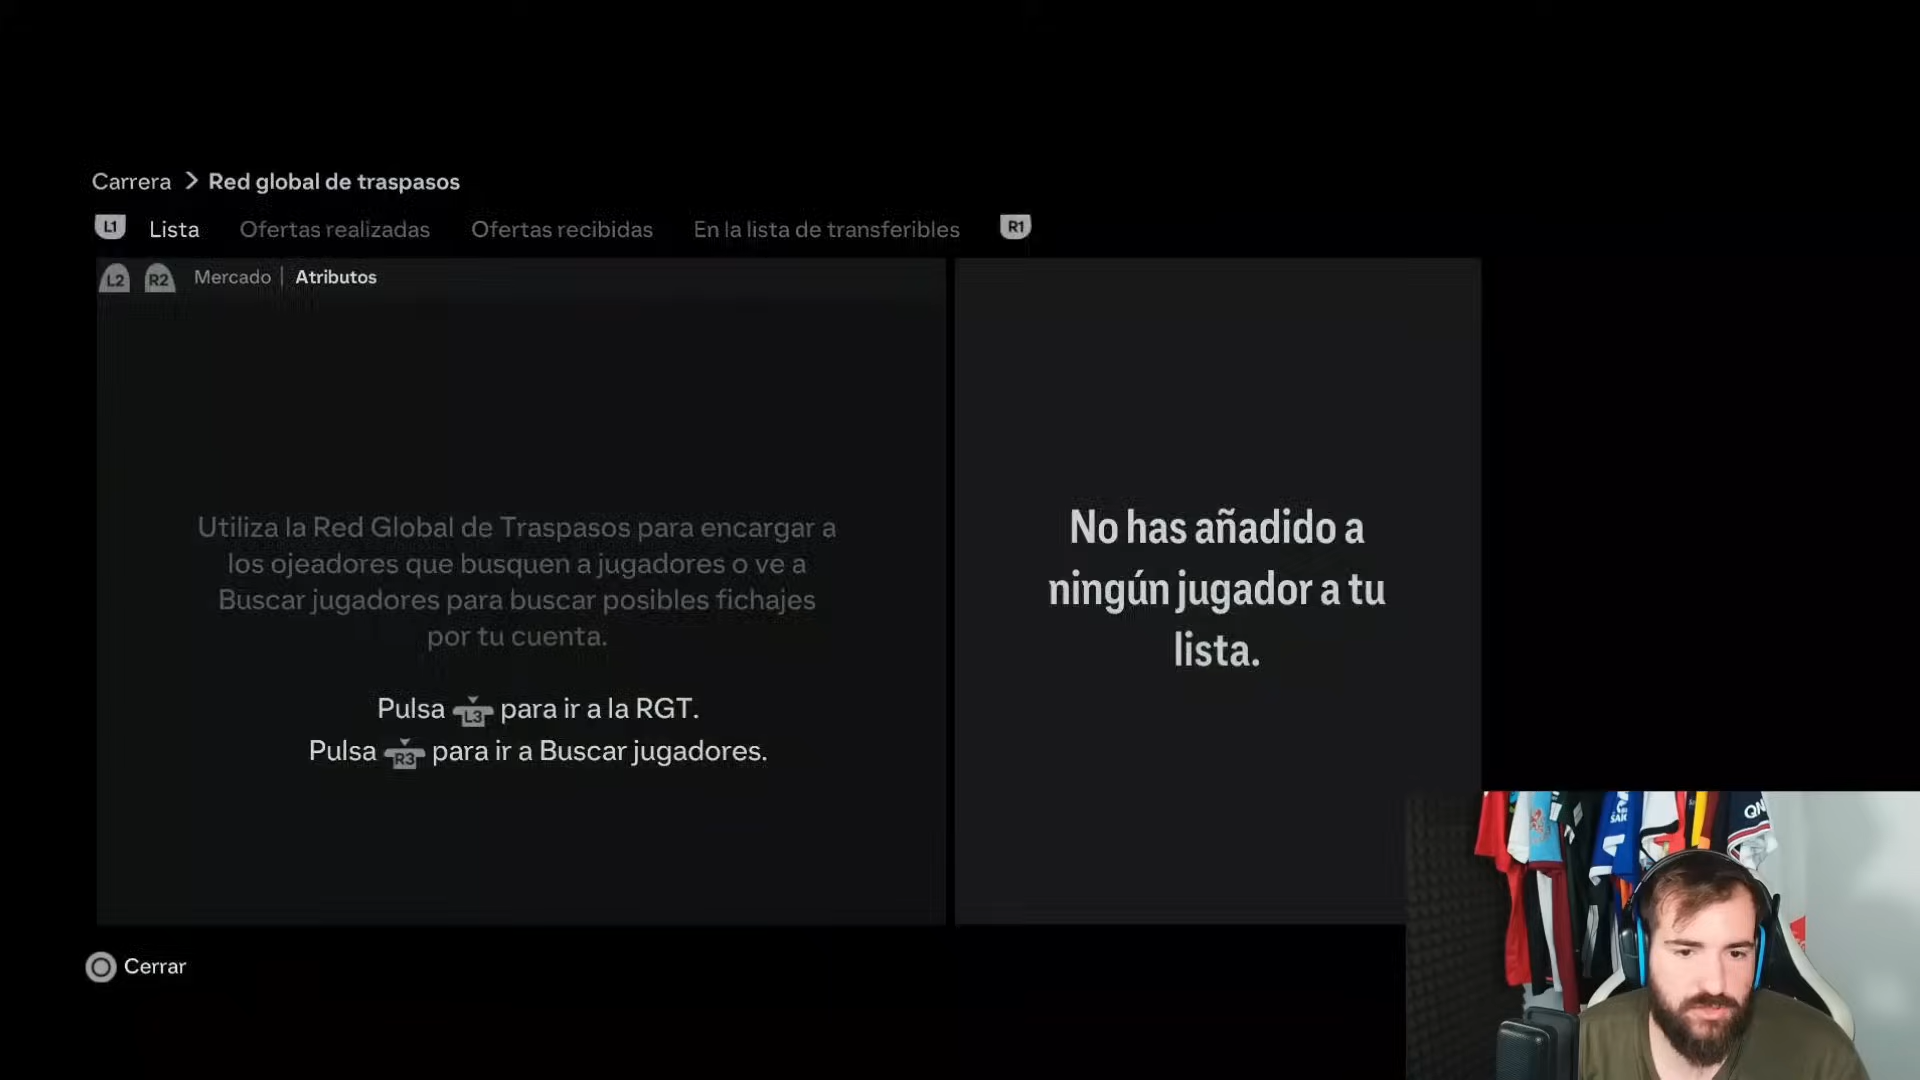 Carrera > Red global de traspasos
L1 Lista Ofertas realizadas Ofertas recibidas En la lista de transferibles R1
L2 R2 Mercado | Atributos
Utiliza la Red Global de Traspasos para encargar a
los ojeadores que busquen a jugadores o ve a
Buscar jugadores para buscar posibles fichajes
por tu cuenta.
Pulsa L3 para ir a la RGT.
Pulsa R3 para ir a Buscar jugadores.
No has añadido a
ningún jugador a tu
lista.
Cerrar